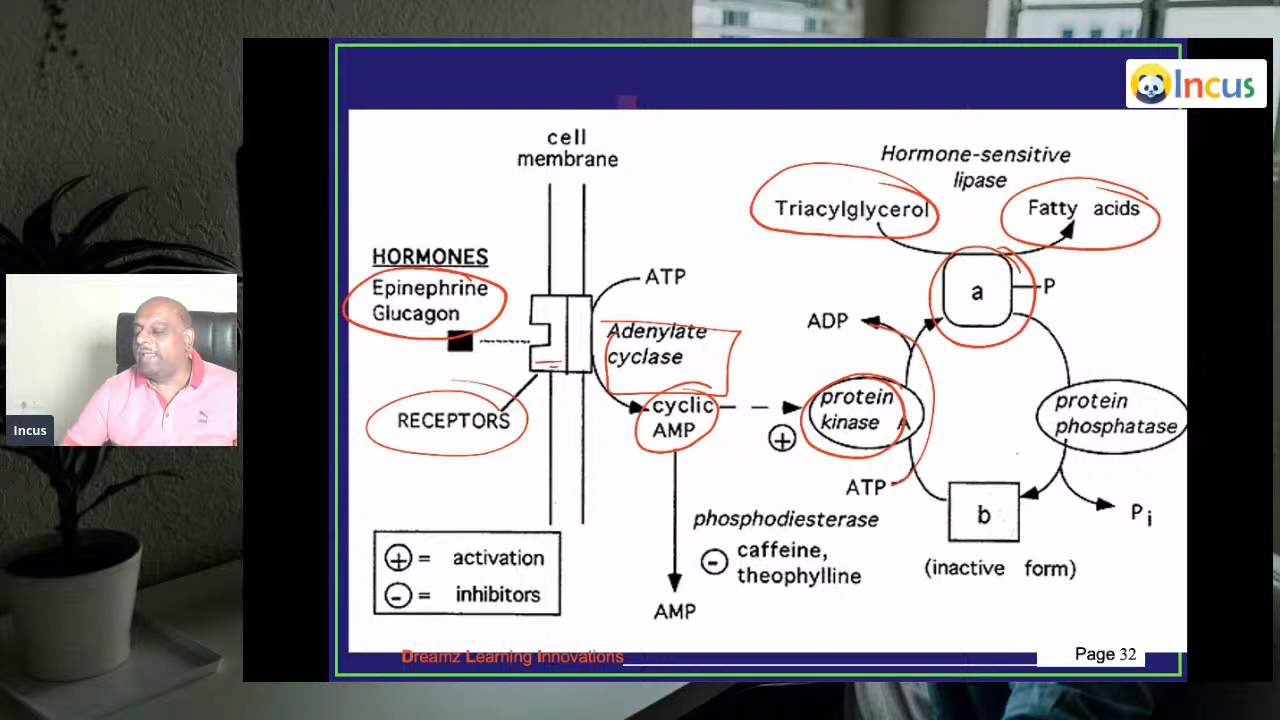 Incus
cell
membrane
Hormone-sensitive
lipase
Triacylglycerol
Fatty acids
HORMONES
Epinephrine
Glucagon
ATP
a
P
ADP
Adenylate
cyclase
RECEPTORS
cyclic
AMP
+
protein
kinase A
protein
phosphatase
ATP
b
Pi
(inactive form)
phosphodiesterase
- caffeine,
theophylline
+ = activation
- = inhibitors
AMP
Incus
Dreamz Learning Innovations
Page 32